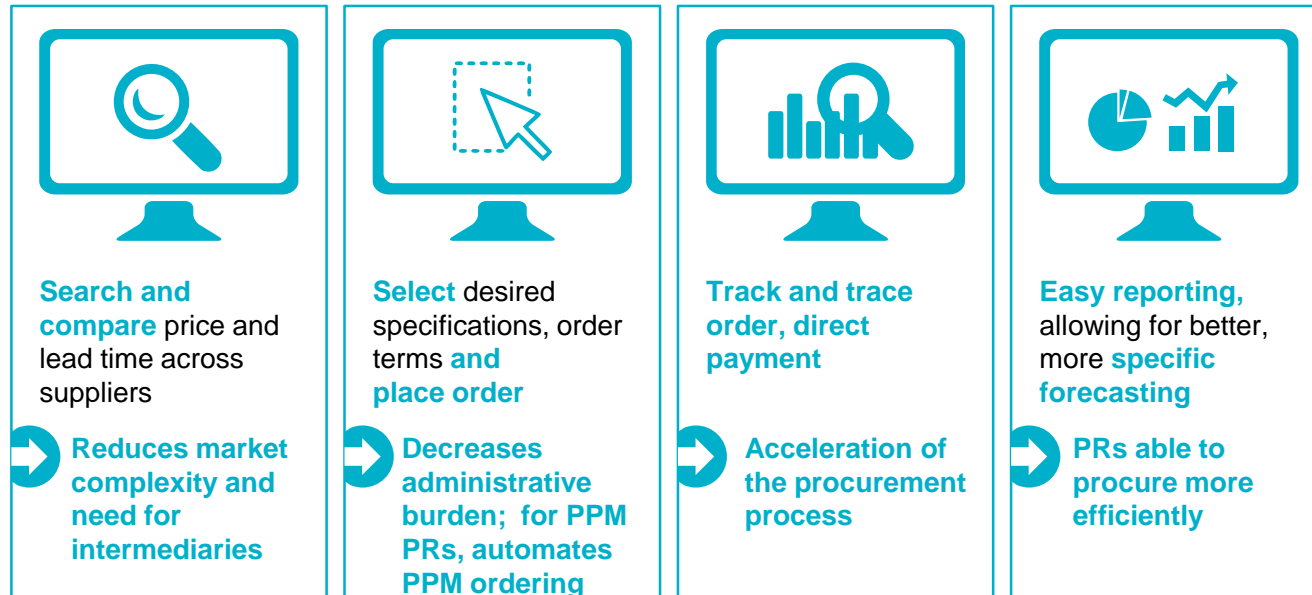 Search and
compare price and
lead time across
suppliers
Reduces market
complexity and
need for
intermediaries
Select desired
specifications, order
terms and
place order
Decreases
administrative
burden;  for PPM
PRs, automates
PPM ordering
Track and trace
order, direct
payment
Acceleration of
the procurement
process
Easy reporting,
allowing for better,
more specific
forecasting
PRs able to
procure more
efficiently